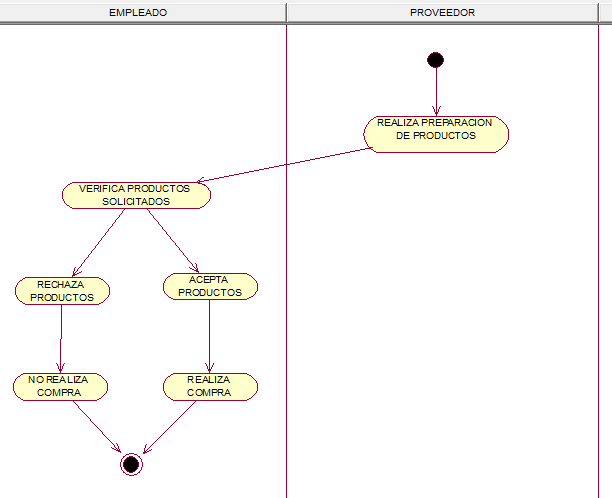 EMPLEADO
PROVEEDOR
REALIZA PREPARACION
DE PRODUCTOS
VERIFICA PRODUCTOS
SOLICITADOS
RECHAZA
PRODUCTOS
ACEPTA
PRODUCTOS
NO REALIZA
COMPRA
REALIZA
COMPRA